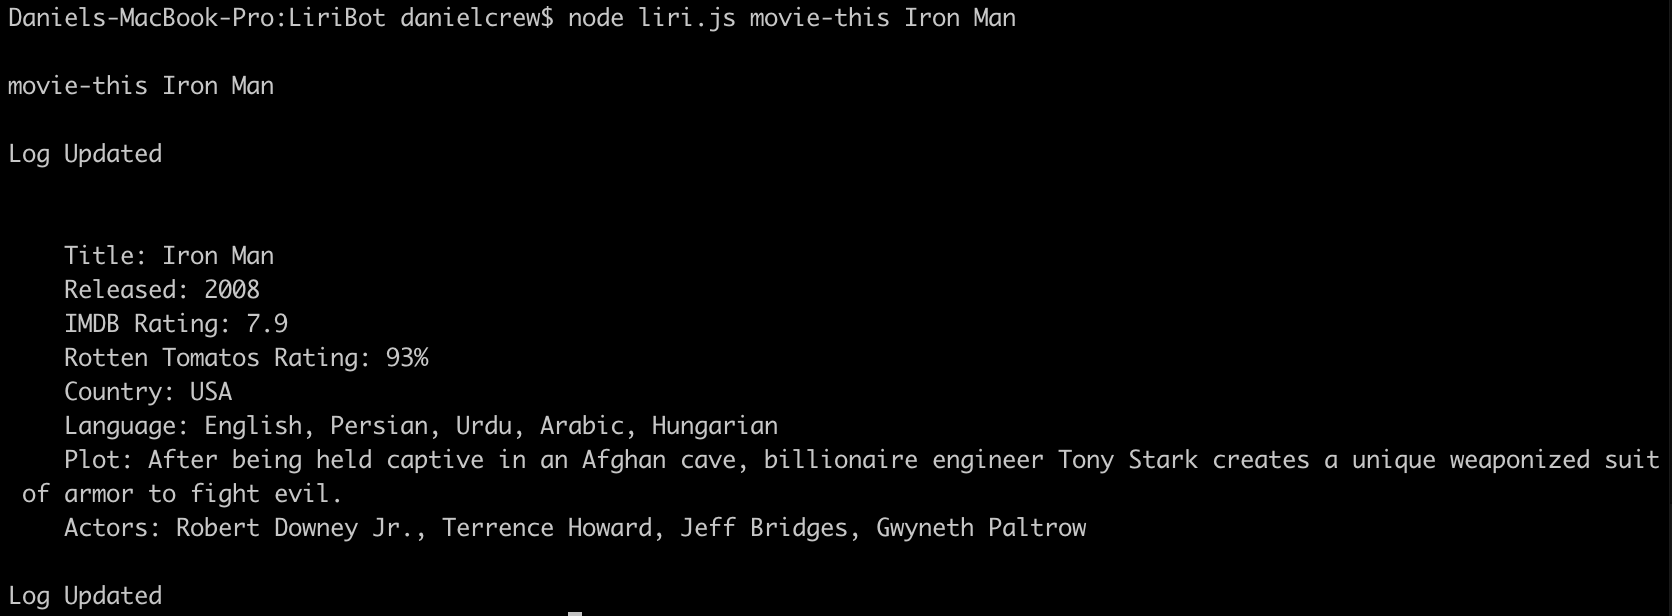 Daniels-MacBook-Pro:LiriBot danielcrew$ node liri.js movie-this Iron Man
movie-this Iron Man
Log Updated
Title: Iron Man
Released: 2008
IMDB Rating: 7.9
Rotten Tomatos Rating: 93%
Country: USA
Language: English, Persian, Urdu, Arabic, Hungarian
Plot: After being held captive in an Afghan cave, billionaire engineer Tony Stark creates a unique weaponized suit
of armor to fight evil.
Actors: Robert Downey Jr., Terrence Howard, Jeff Bridges, Gwyneth Paltrow
Log Updated